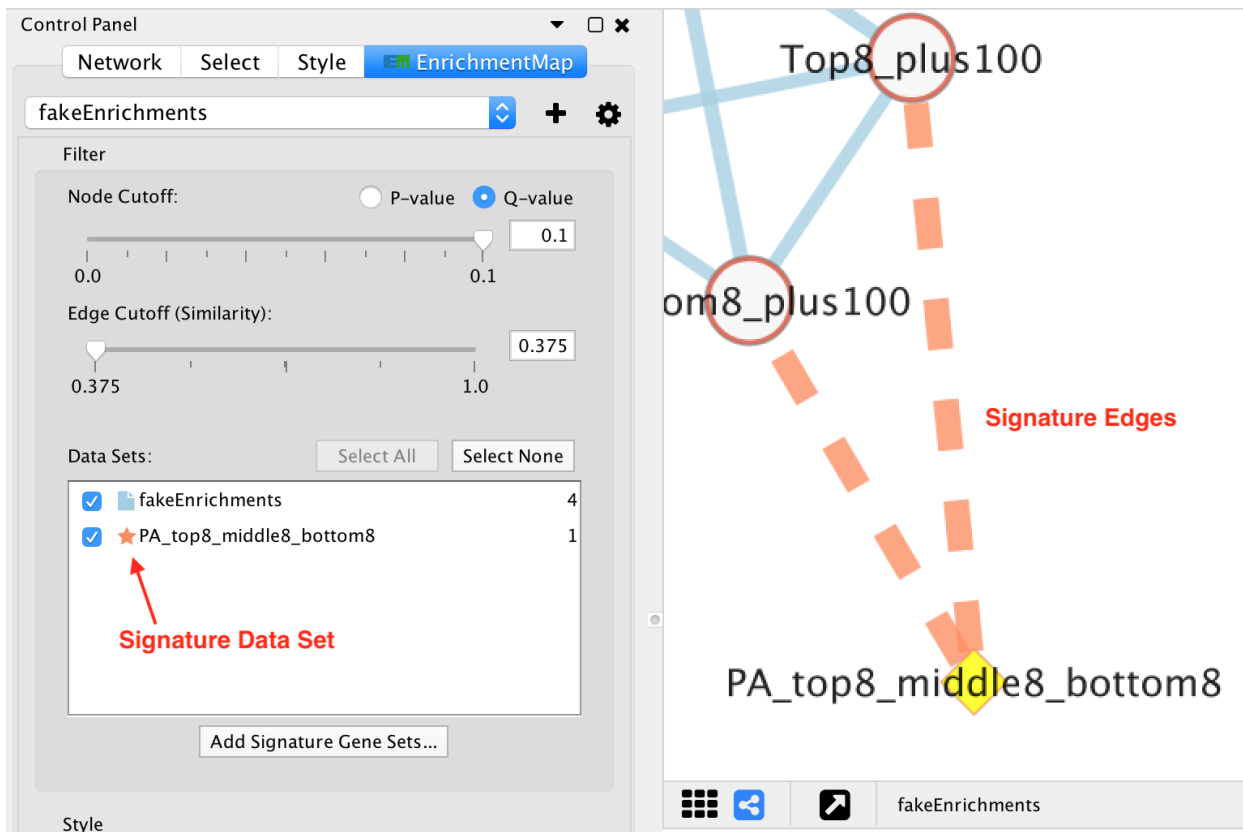 Control Panel
Network Select Style EM EnrichmentMap
fakeEnrichments
Filter
Node Cutoff: P-value Q-value
0.1
0.0 0.1
Edge Cutoff (Similarity):
0.375
0.375 1.0
Data Sets: Select All Select None
fakeEnrichments 4
PA_top8_middle8_bottom8 1
Signature Data Set
Add Signature Gene Sets...
Style
Top8_plus100
om8_plus100
Signature Edges
PA_top8_middle8_bottom8
fakeEnrichments